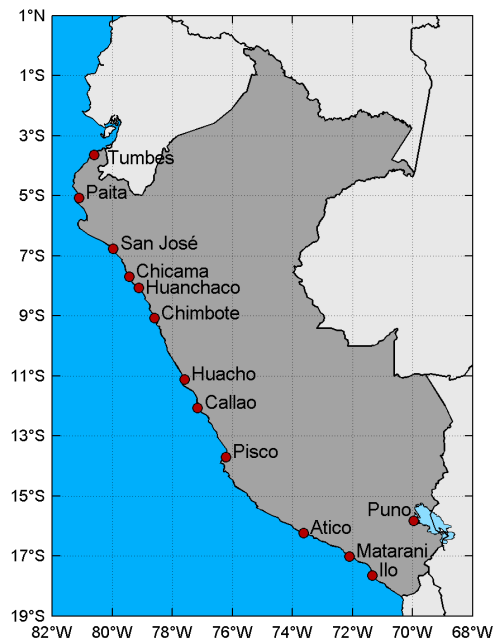 1°N
1°S
3°S
Tumbes
5°S
Paita
7°S
San José
Chicama
Huanchaco
9°S
Chimbote
11°S
Huacho
Callao
13°S
Pisco
15°S
Puno
Atico
17°S
Matarani
Ilo
19°S
82°W 80°W 78°W 76°W 74°W 72°W 70°W 68°W